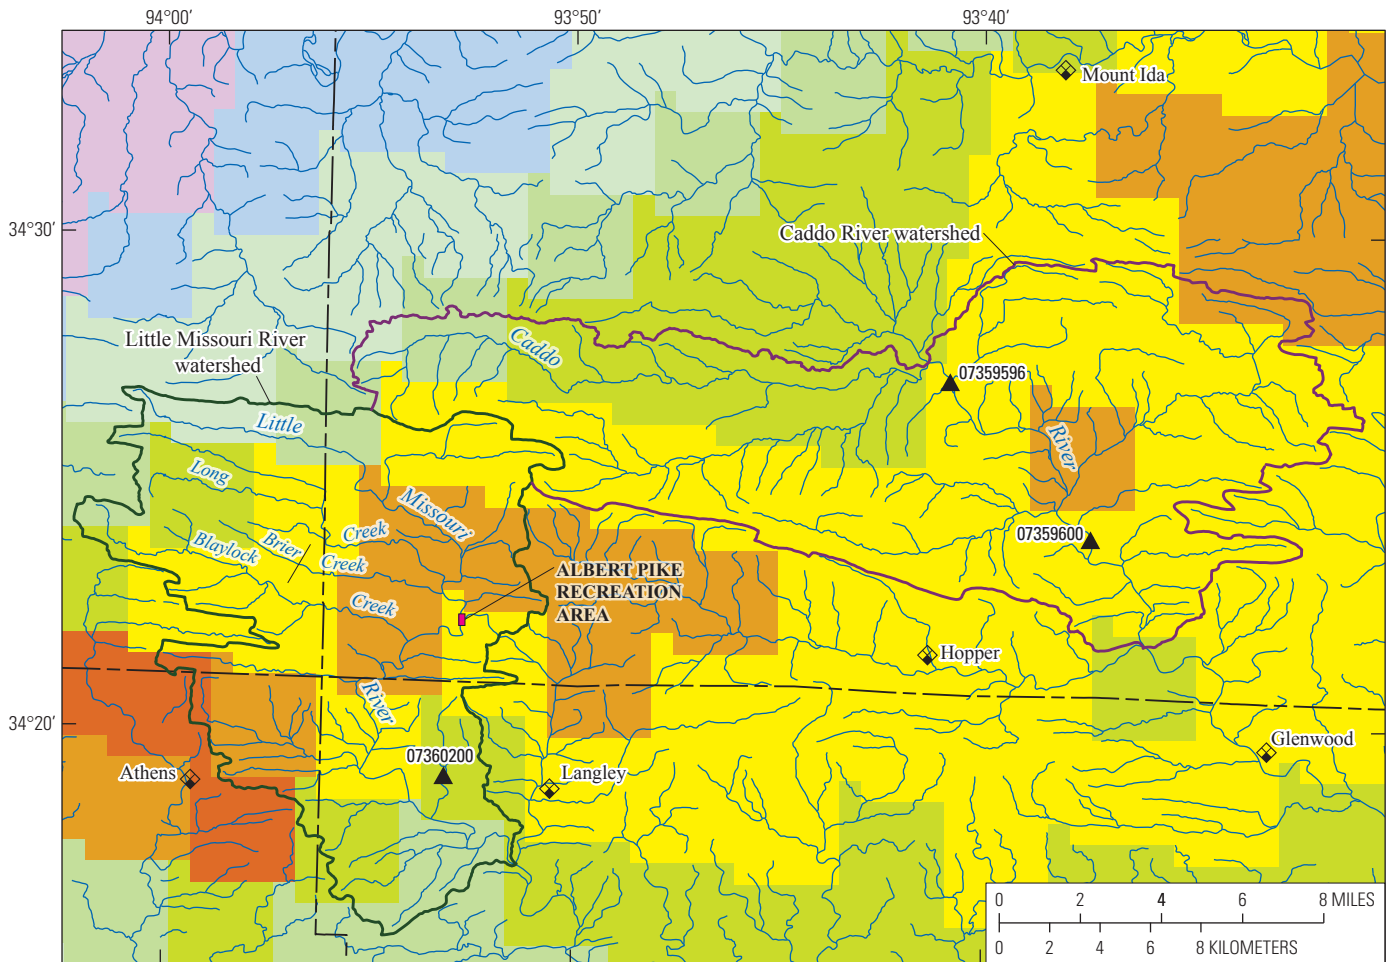 94°00′
93°50′
93°40′
Mount Ida
34°30′
Caddo River watershed
Little Missouri River
watershed
Caddo
07359596
Little
River
Long
Missouri
Creek
Brier
Blaylock
Creek
07359600
ALBERT PIKE
RECREATION
AREA
Creek
Hopper
River
34°20′
Glenwood
07360200
Athens
Langley
0 2 4 6 8 MILES
0 2 4 6 8 KILOMETERS